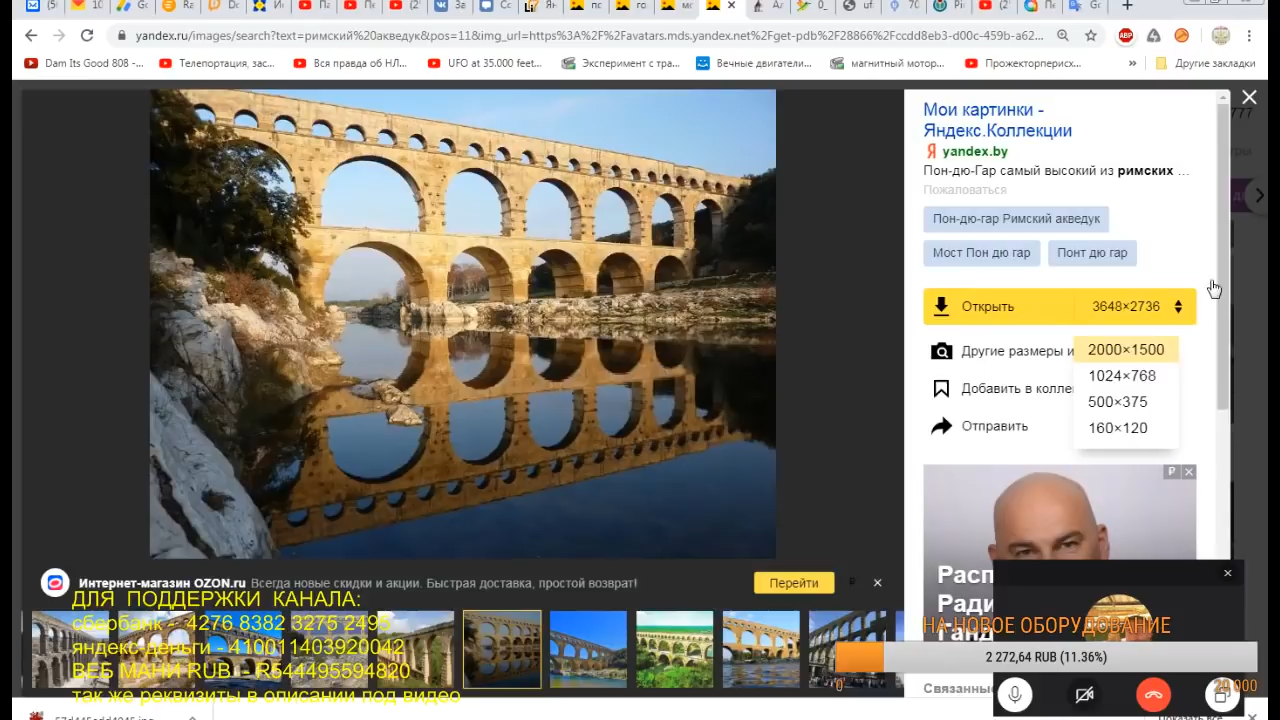 yandex.ru/images/search?text=римский%20акведук&pos=11&img_url=https%3A%2F%2Favatars.mds.yandex.net%2Fget-pdb%2F28866%2Fccdd8eb3-d00c-459b-a62...
Dam Its Good 808 -... Телепортация, зас... Вся правда об НЛ... UFO at 35.000 feet... Эксперимент с тра... Вечные двигатели... магнитный мотор... Прожекторперисх... » Другие закладки
Мои картинки -
Яндекс.Коллекции
yandex.by
Пон-дю-Гар самый высокий из римских ...
Пожаловаться
Пон-дю-гар Римский акведук
Мост Пон дю гар Понт дю гар
Открыть 3648×2736
Другие размеры и
2000×1500
1024×768
Добавить в колле
500×375
Отправить
160×120
Расп
Ради
Интернет-магазин OZON.ru Всегда новые скидки и акции. Быстрая доставка, простой возврат!
Перейти
ДЛЯ ПОДДЕРЖКИ КАНАЛА:
сбербанк - 4276 8382 3275 2495
яндекс-деньги - 410011403920042
ВЕБ МАНИ RUB - R544495594820
так же реквизиты в описании под видео
НА НОВОЕ ОБОРУДОВАНИЕ
2 272,64 RUB (11.36%)
0
20 000
Связанные